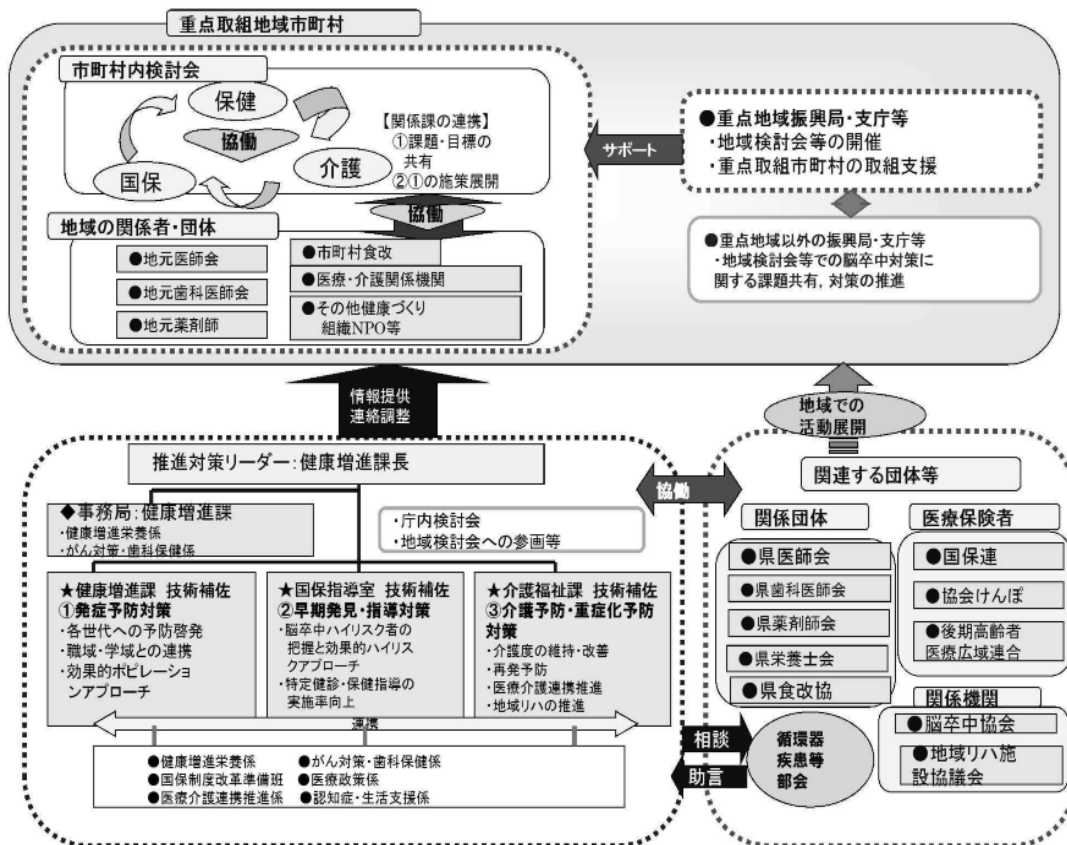 重点取組地域市町村
市町村内検討会
保健
協働
国保
介護
【関係課の連携】
①課題・目標の
共有
②①の施策展開
協働
地域の関係者・団体
●地元医師会
●地元歯科医師会
●地元薬剤師
●市町村食改
●医療・介護関係機関
●その他健康づくり
組織NPO等
サポート
●重点地域振興局・支庁等
・地域検討会等の開催
・重点取組市町村の取組支援
●重点地域以外の振興局・支庁等
・地域検討会等での脳卒中対策に
関する課題共有，対策の推進
情報提供
連絡調整
地域での
活動展開
推進対策リーダー：健康増進課長
◆事務局：健康増進課
・健康増進栄養係
・がん対策・歯科保健係
・庁内検討会
・地域検討会への参画等
★健康増進課 技術補佐
①発症予防対策
・各世代への予防啓発
・職域・学域との連携
・効果的ポピレーショ
ンアプローチ
★国保指導室 技術補佐
②早期発見・指導対策
・脳卒中ハイリスク者の
把握と効果的ハイリス
クアプローチ
・特定健診・保健指導の
実施率向上
★介護福祉課 技術補佐
③介護予防・重症化予防
対策
・介護度の維持・改善
・再発予防
・医療介護連携推進
・地域リハの推進
連携
●健康増進栄養係
●がん対策・歯科保健係
●国保制度改革準備班
●医療政策係
●医療介護連携推進係
●認知症・生活支援係
協働
相談
助言
関連する団体等
関係団体
●県医師会
●県歯科医師会
●県薬剤師会
●県栄養士会
●県食改協
医療保険者
●国保連
●協会けんぽ
●後期高齢者
医療広域連合
関係機関
●脳卒中協会
●地域リハ施
設協議会
循環器
疾患等
部会